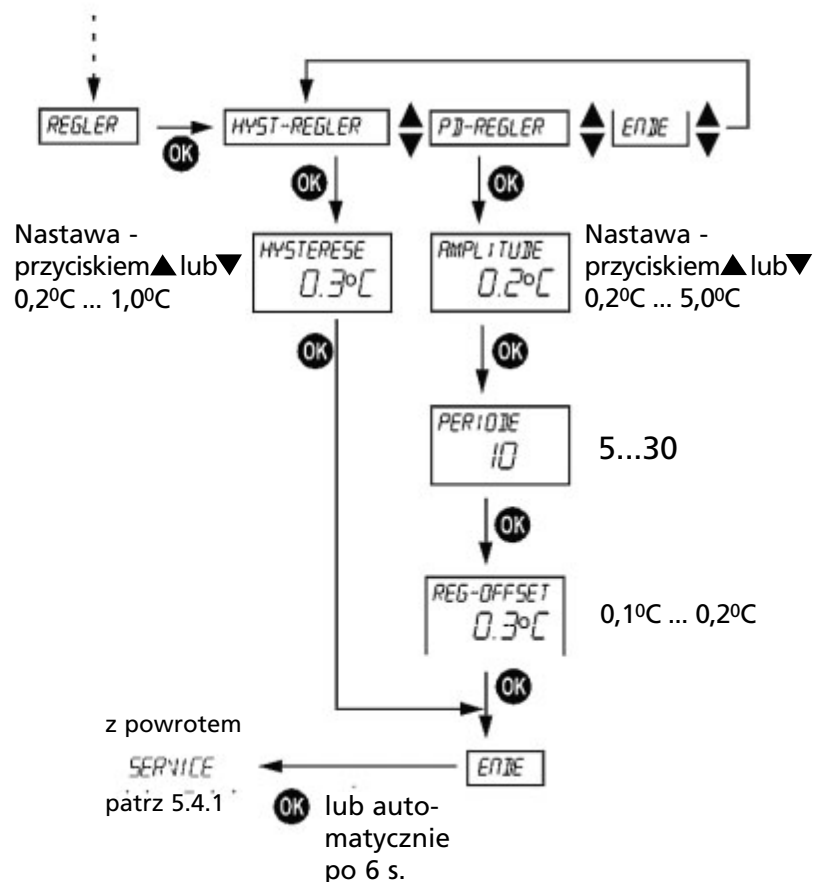 REGLER
OK
HYST-REGLER
PD-REGLER
ENDE
OK
OK
Nastawa -
przyciskiem▲lub▼
0,2⁰C ... 1,0⁰C
HYSTERESE
0.3°C
AMPLITUDE
0.2°C
Nastawa -
przyciskiem▲lub▼
0,2⁰C ... 5,0⁰C
OK
OK
PERIODE
10
5...30
OK
REG-OFFSET
0.3°C
0,1⁰C ... 0,2⁰C
OK
z powrotem
SERVICE
patrz 5.4.1
ENDE
OK lub auto-
matycznie
po 6 s.